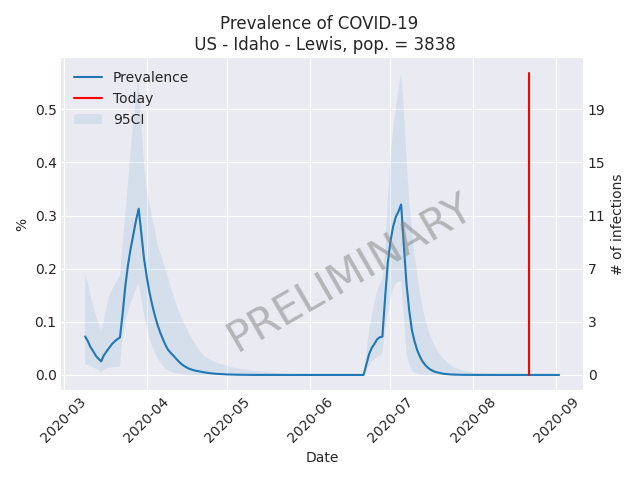 Prevalence of COVID-19
US - Idaho - Lewis, pop. = 3838
Prevalence
Today
95CI
0.5
0.4
0.3
0.2
0.1
0.0
%
19
15
11
7
3
0
# of infections
PRELIMINARY
2020-03
2020-04
2020-05
2020-06
2020-07
2020-08
2020-09
Date